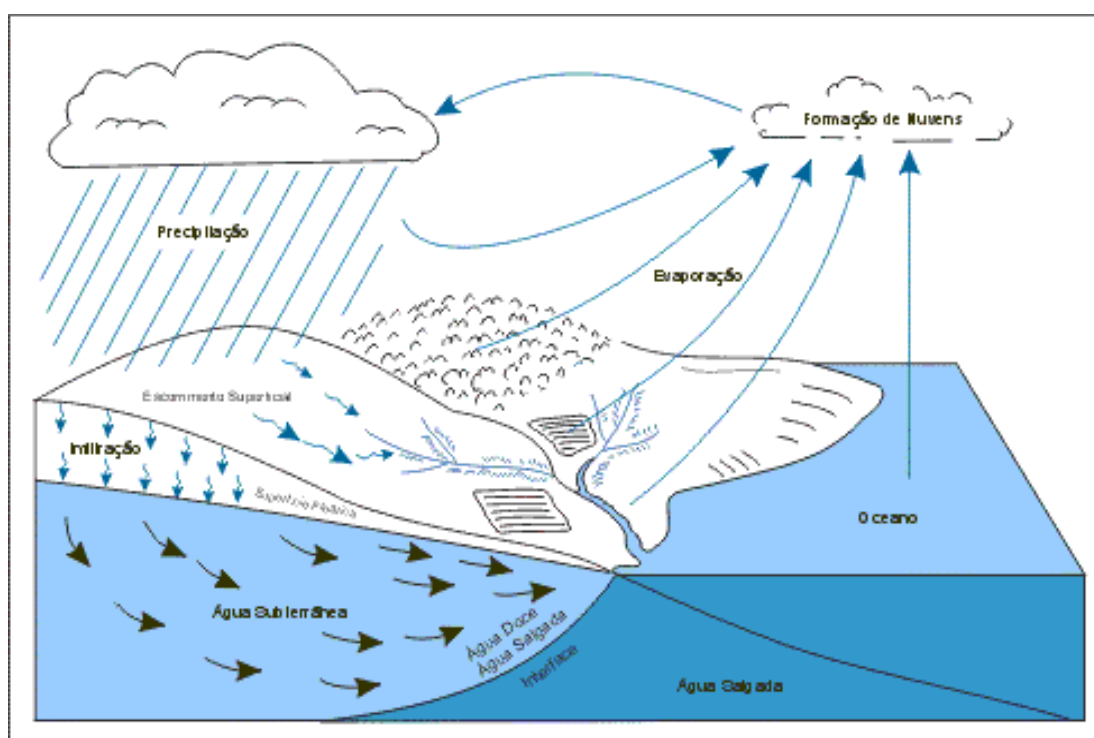 Formação de Nuvens
Precipitação
Evaporação
Escorrimento Superficial
Infiltração
Superfície Freática
Oceano
Água Subterrânea
Água Doce
Água Salgada
Interface
Água Salgada